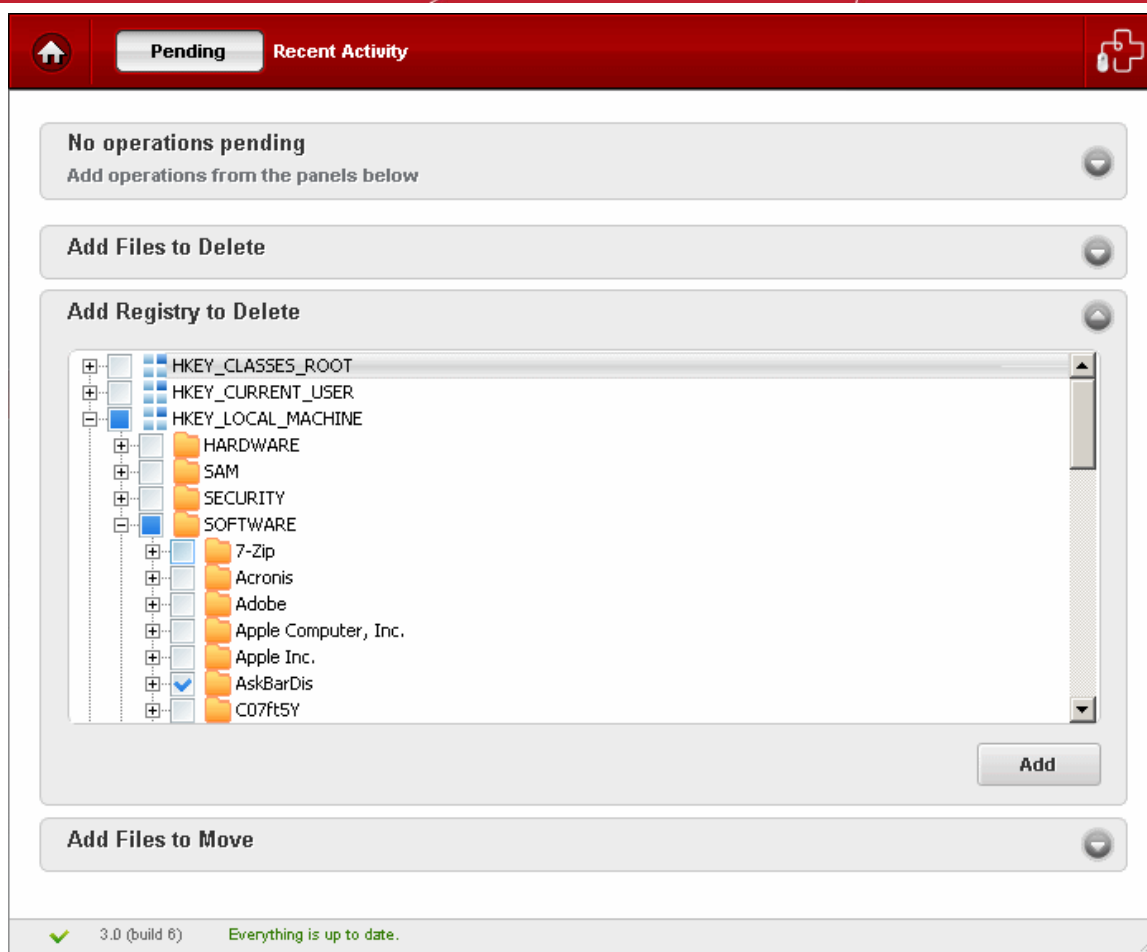 Pending Recent Activity
No operations pending
Add operations from the panels below
Add Files to Delete
Add Registry to Delete
HKEY_CLASSES_ROOT
HKEY_CURRENT_USER
HKEY_LOCAL_MACHINE
HARDWARE
SAM
SECURITY
SOFTWARE
7-Zip
Acronis
Adobe
Apple Computer, Inc.
Apple Inc.
AskBarDis
C07ft5Y
Add
Add Files to Move
3.0 (build 6) Everything is up to date.